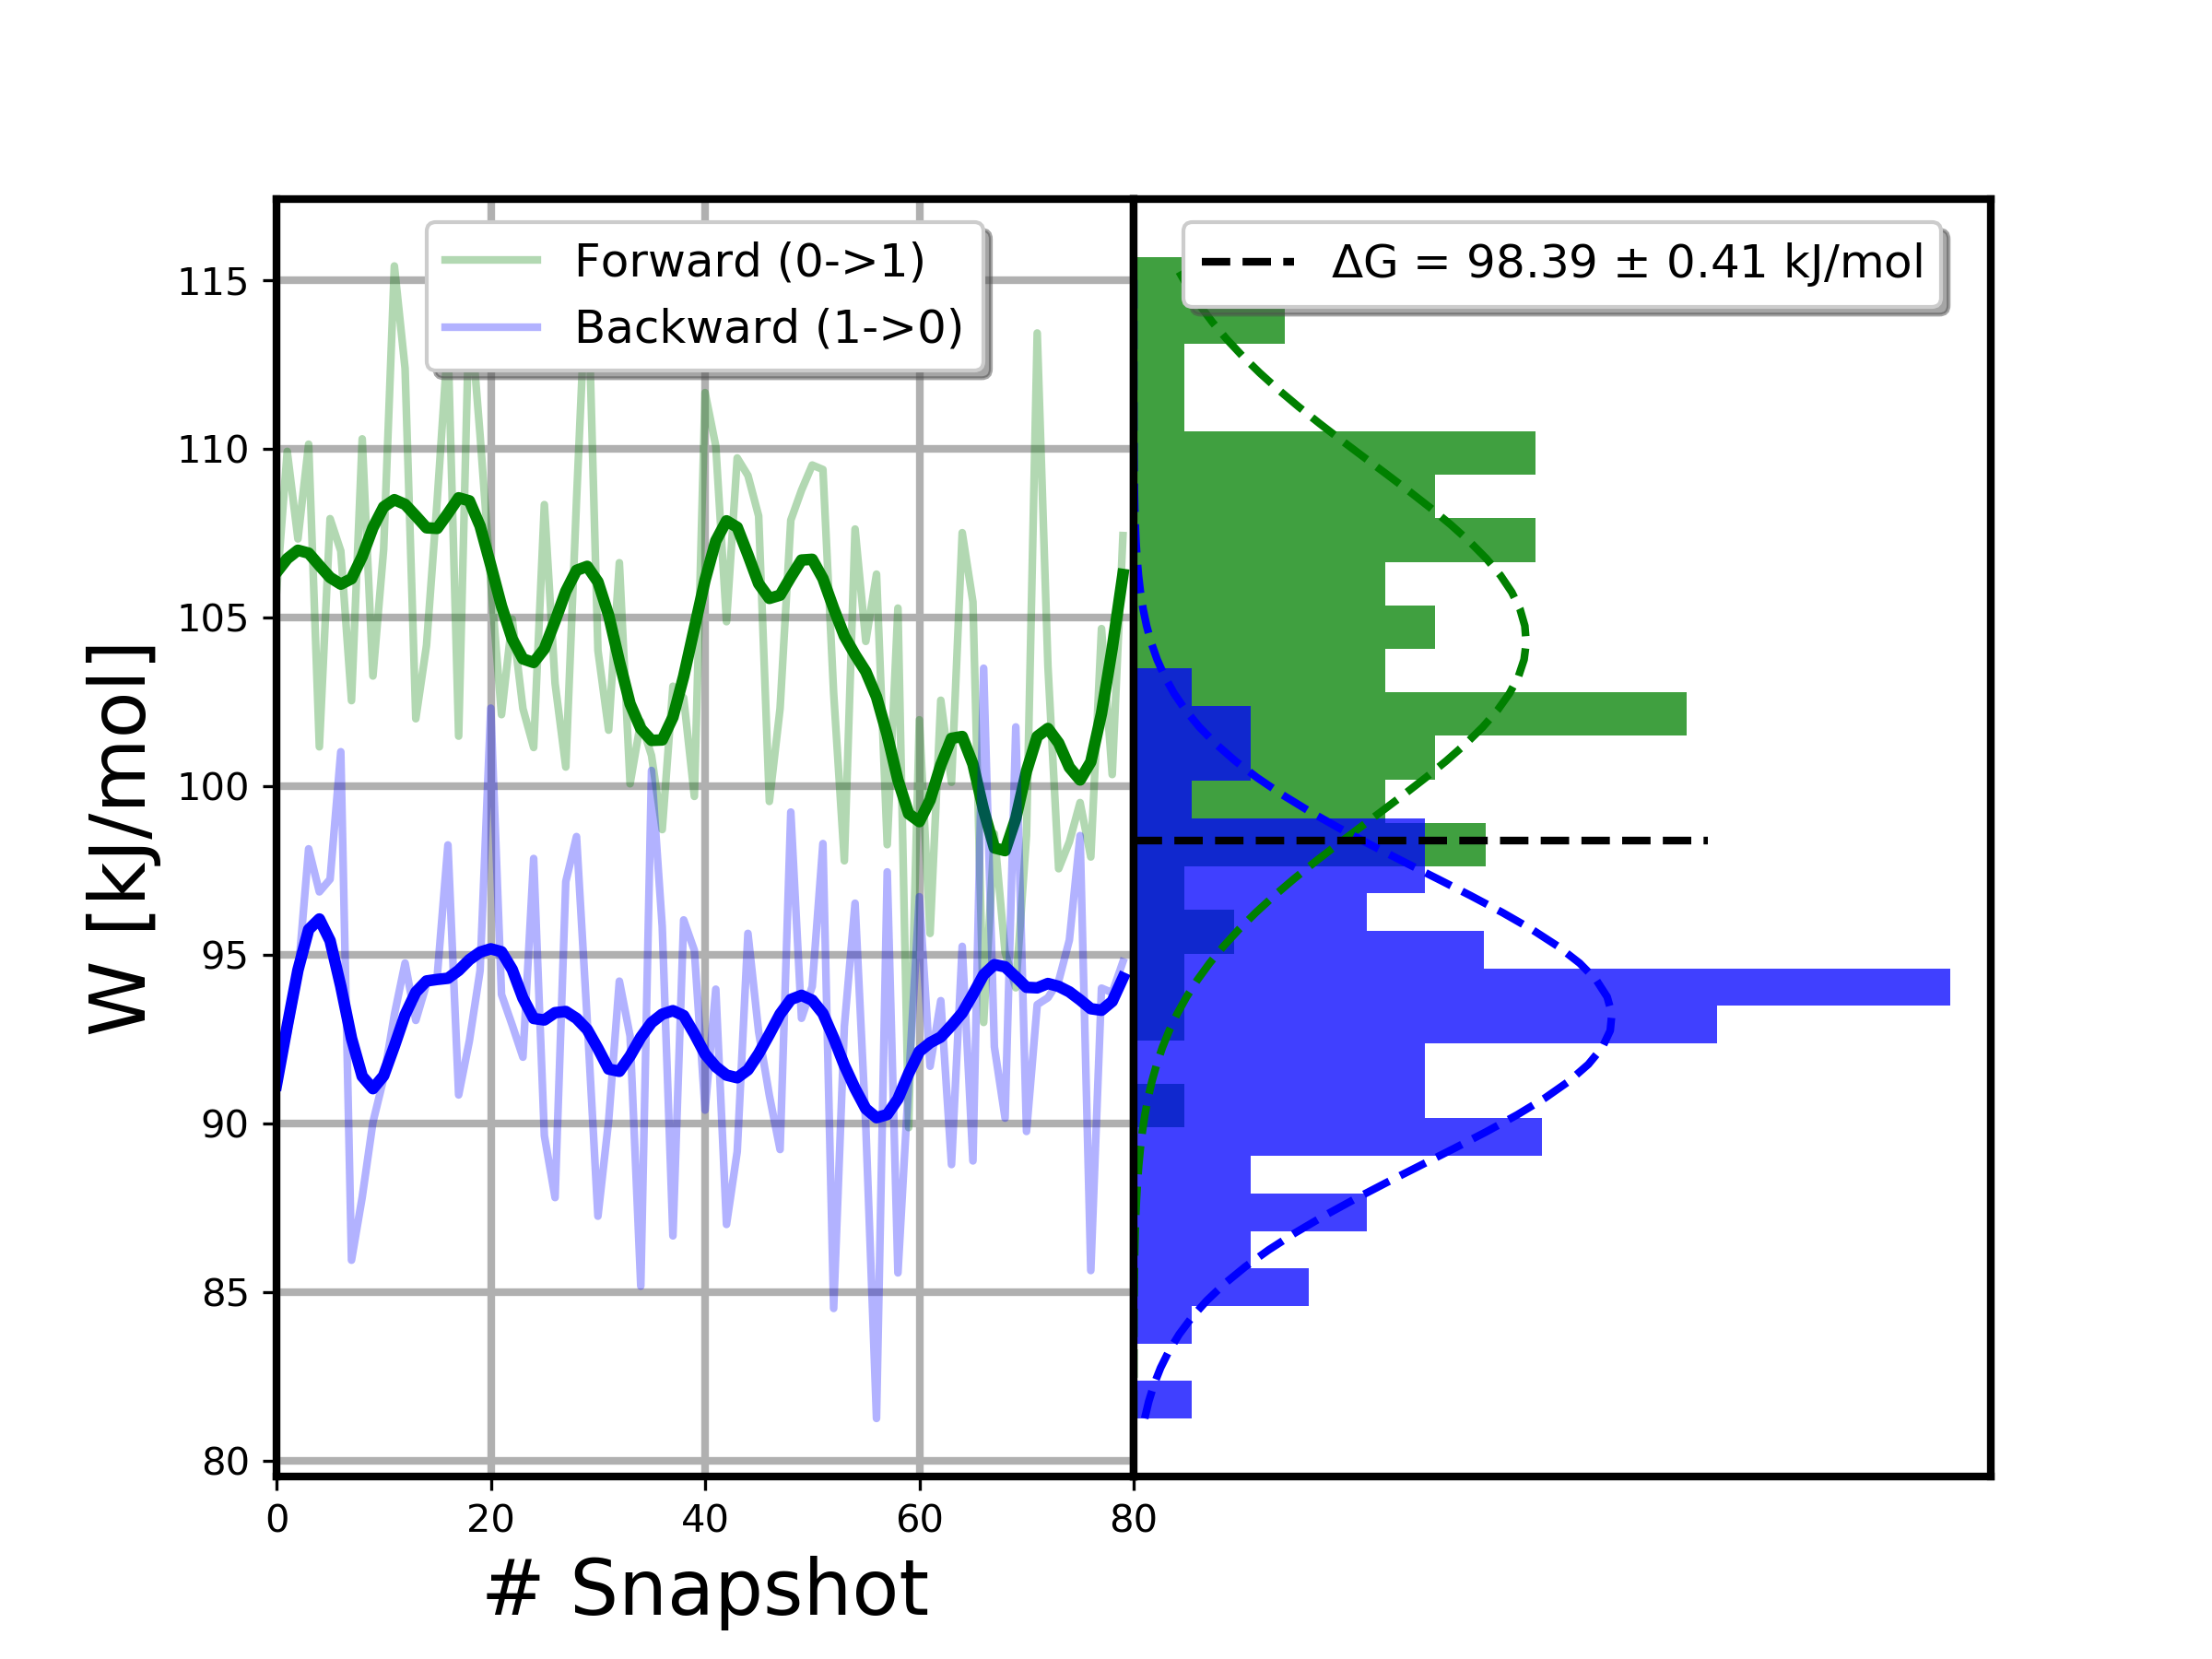 Forward (0->1)
Backward (1->0)
ΔG = 98.39 ± 0.41 kJ/mol
115
110
105
100
95
90
85
80
W [kJ/mol]
0 20 40 60 80
# Snapshot